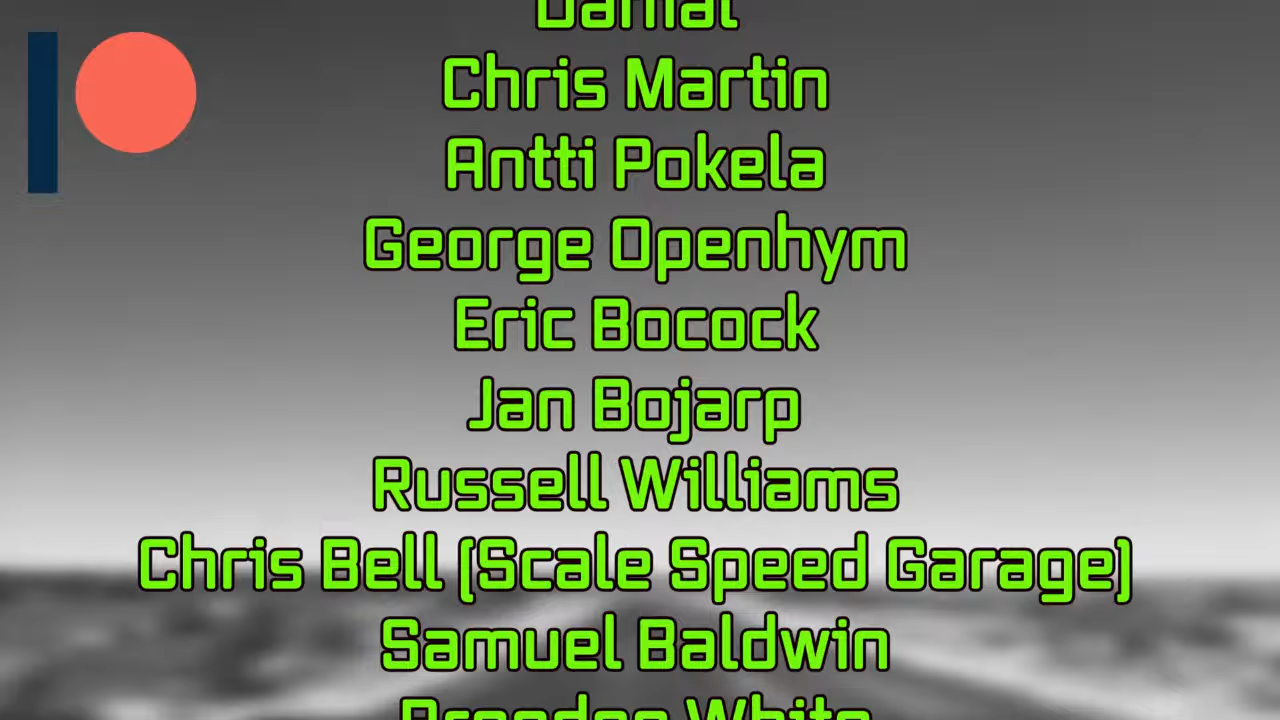 Chris Martin
Antti Pokela
George Openhym
Eric Bocock
Jan Bojarp
Russell Williams
Chris Bell (Scale Speed Garage)
Samuel Baldwin
White